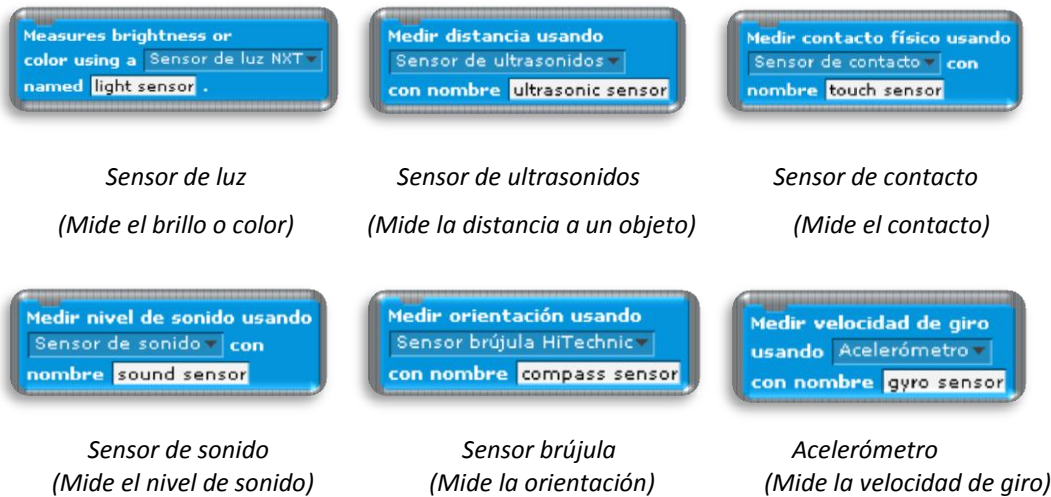 Measures brightness or
color using a Sensor de luz NXT
named light sensor .
Medir distancia usando
Sensor de ultrasonidos
con nombre ultrasonic sensor
Medir contacto físico usando
Sensor de contacto con
nombre touch sensor
Sensor de luz
(Mide el brillo o color)
Sensor de ultrasonidos
(Mide la distancia a un objeto)
Sensor de contacto
(Mide el contacto)
Medir nivel de sonido usando
Sensor de sonido con
nombre sound sensor
Medir orientación usando
Sensor brújula HiTechnic
con nombre compass sensor
Medir velocidad de giro
usando Acelerómetro
con nombre gyro sensor
Sensor de sonido
(Mide el nivel de sonido)
Sensor brújula
(Mide la orientación)
Acelerómetro
(Mide la velocidad de giro)